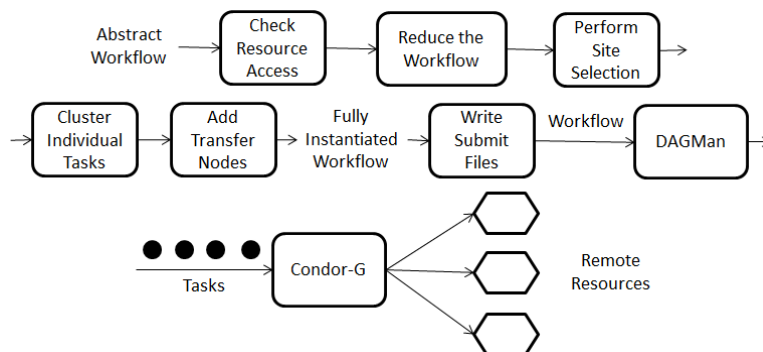 Abstract
Workflow
Check
Resource
Access
Reduce the
Workflow
Perform
Site
Selection
Cluster
Individual
Tasks
Add
Transfer
Nodes
Fully
Instantiated
Workflow
Write
Submit
Files
Workflow
DAGMan
Tasks
Condor-G
Remote
Resources